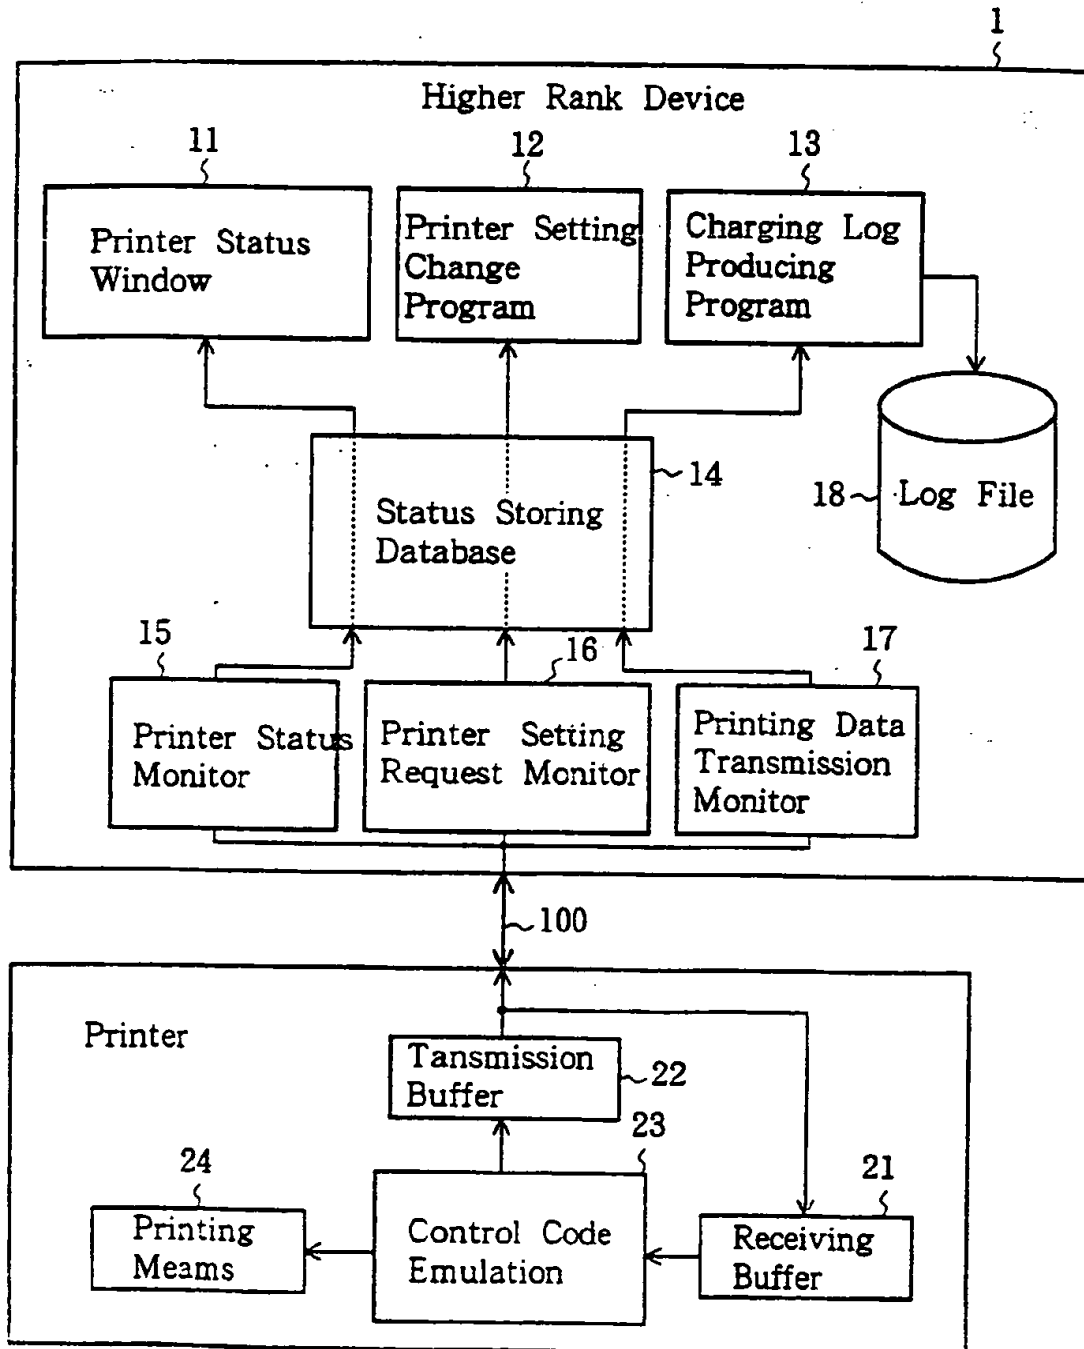 1
Higher Rank Device
11
12
13
Printer Status
Window
Printer Setting
Change
Program
Charging Log
Producing
Program
14
18
Log File
Status Storing
Database
15
16
17
Printer Status
Monitor
Printer Setting
Request Monitor
Printing Data
Transmission
Monitor
100
Printer
Tansmission
Buffer
22
23
24
21
Printing
Meams
Control Code
Emulation
Receiving
Buffer